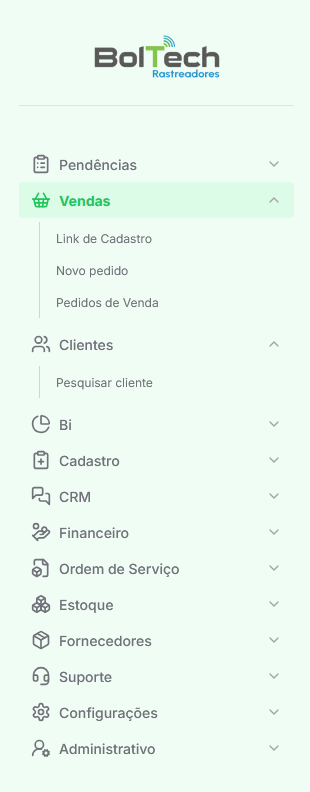 BolTech
Rastreadores
Pendências
Vendas
Link de Cadastro
Novo pedido
Pedidos de Venda
Clientes
Pesquisar cliente
Bi
Cadastro
CRM
Financeiro
Ordem de Serviço
Estoque
Fornecedores
Suporte
Configurações
Administrativo